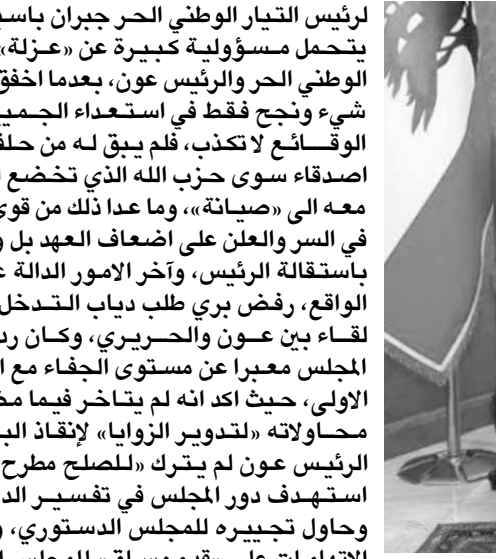 لرئيس التيار الوطني الحر جبران
يتحمل مسؤولية كبيرة عن «عزلة»
الوطني الحر والرئيس عون، بعدما اخفق
شيء ونجح فقط في استعداء
الوقائع لا تكذب، فلم يبق له من
اصدقاء سوى حزب الله الذي تخضع
معه الى «صيانة»، وما عدا ذلك من
في السر والعلن على اضعاف العهد بل
باستقالة الرئيس، وآخر الامور الدالة
الواقع، رفض بري طلب دياب التدخل
لقاء بين عون والحريري، وكان
المجلس معبرا عن مستوى الجفاء مع
الاولى، حيث اكد انه لم يتاخر فيما
محاولاته «لتدوير الزوايا» لإنقاذ
الرئيس عون لم يترك «للصلح مطرح
استهدف دور المجلس في تفسير
وحاول تجييره للمجلس الدستوري،